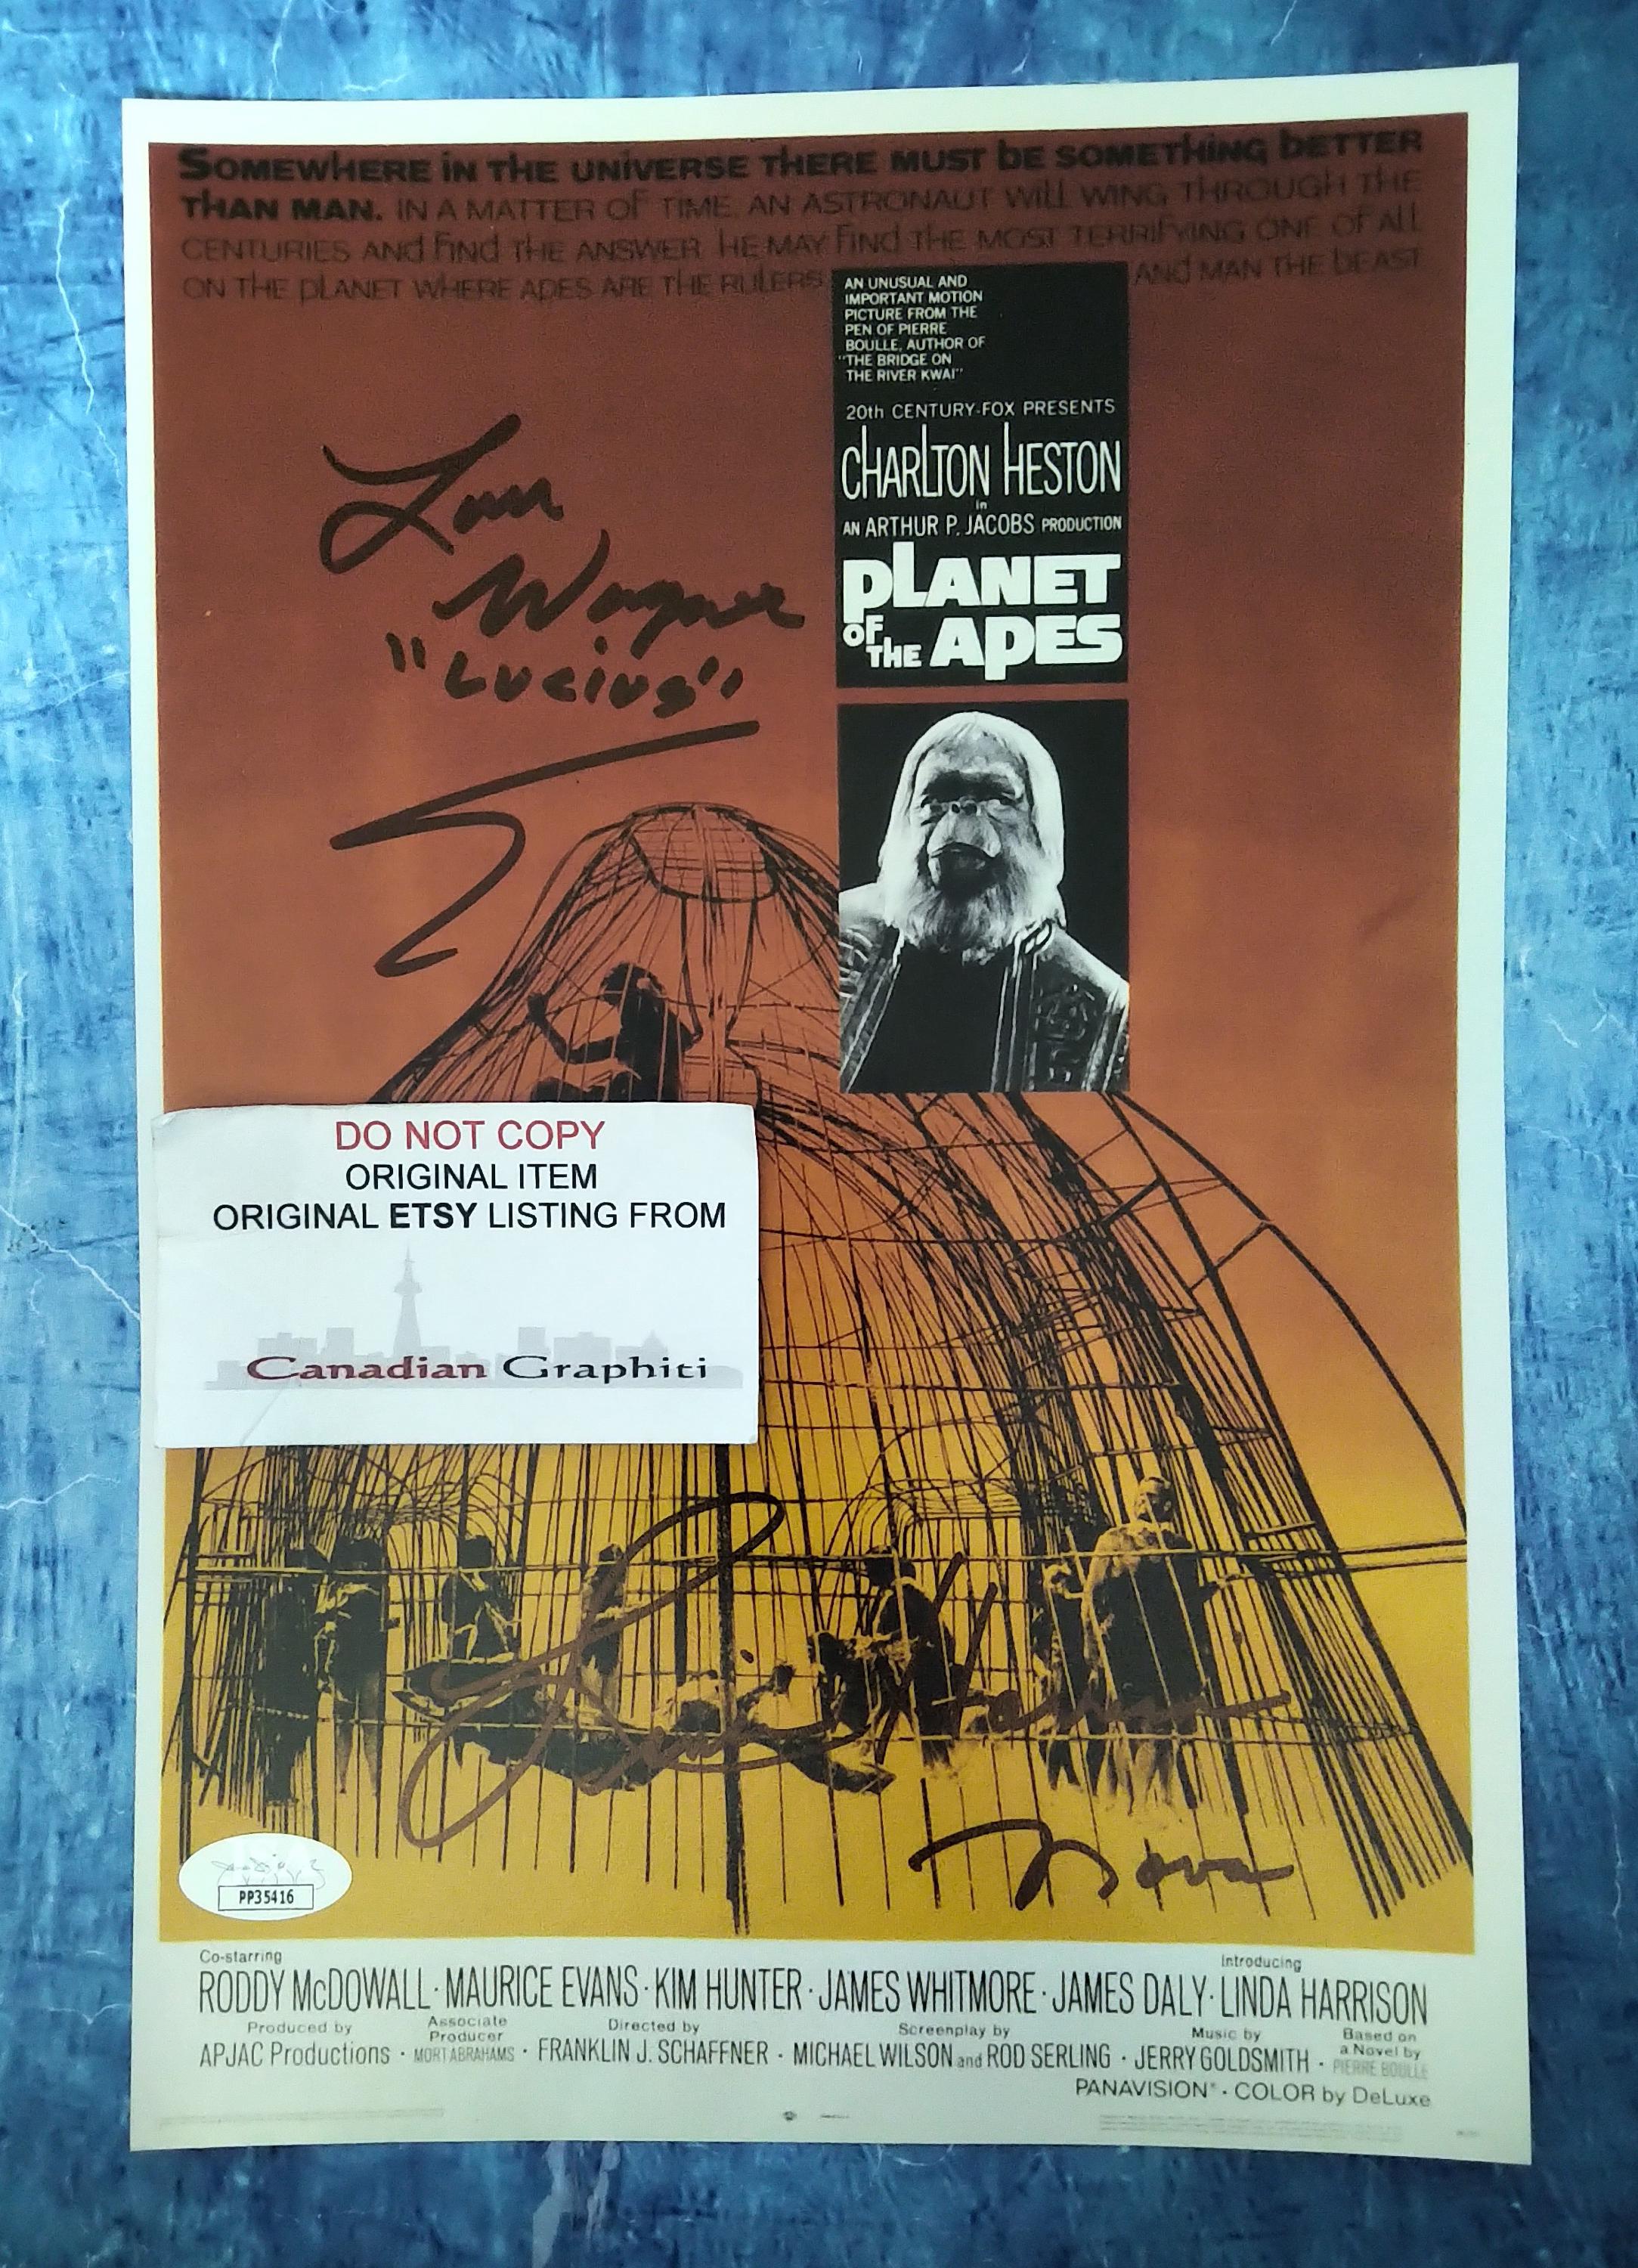 SOMEWHERE IN THE UNIVERSE THERE MUST BE SOMETHING BETTER
THAN MAN. IN A MATTER OF TIME, AN ASTRONAUT WILL WING THROUGH THE
CENTURIES AND FIND THE ANSWER. HE MAY FIND THE MOST TERRIFYING ONE OF ALL
ON THE PLANET WHERE APES ARE THE RULERS AND MAN THE BEAST
AN UNUSUAL AND
IMPORTANT MOTION
PICTURE FROM THE
PEN OF PIERRE
BOULLE, AUTHOR OF
"THE BRIDGE ON
THE RIVER KWAI"
20th CENTURY-FOX PRESENTS
CHARLTON HESTON
in
AN ARTHUR P. JACOBS PRODUCTION
PLANET
OF THE APES
Lou
Wagner
"Lucius"
DO NOT COPY
ORIGINAL ITEM
ORIGINAL ETSY LISTING FROM
Canadian Graphiti
Linda Harrison
Nova
PP35416
Co-starring
Introducing
RODDY McDOWALL · MAURICE EVANS · KIM HUNTER · JAMES WHITMORE · JAMES DALY · LINDA HARRISON
Produced by
APJAC Productions ·
Associate
Producer
MORT ABRAHAMS ·
Directed by
FRANKLIN J. SCHAFFNER ·
Screenplay by
MICHAEL WILSON and ROD SERLING ·
Music by
JERRY GOLDSMITH ·
Based on
a Novel by
PIERRE BOULLE
PANAVISION® · COLOR by DeLuxe